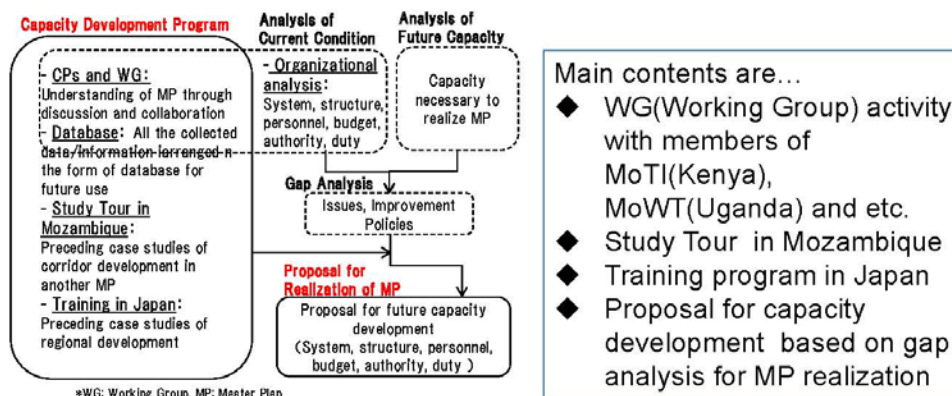 Capacity Development Program
- CPs and WG:
Understanding of MP through
discussion and collaboration
- Database: All the collected
data/information iarranged n
the form of database for
future use
- Study Tour in
Mozambique:
Preceding case studies of
corridor development in
another MP
- Training in Japan:
Preceding case studies of
regional development
Analysis of
Current Condition
- Organizational
analysis:
System, structure,
personnel, budget,
authority, duty
Analysis of
Future Capacity
Capacity
necessary to
realize MP
Gap Analysis
Issues, Improvement
Policies
Proposal for
Realization of MP
Proposal for future capacity
development
(System, structure, personnel,
budget, authority, duty )
*WG: Working Group, MP: Master Plan
Main contents are...
◆ WG(Working Group) activity
with members of
MoTI(Kenya),
MoWT(Uganda) and etc.
◆ Study Tour in Mozambique
◆ Training program in Japan
◆ Proposal for capacity
development based on gap
analysis for MP realization